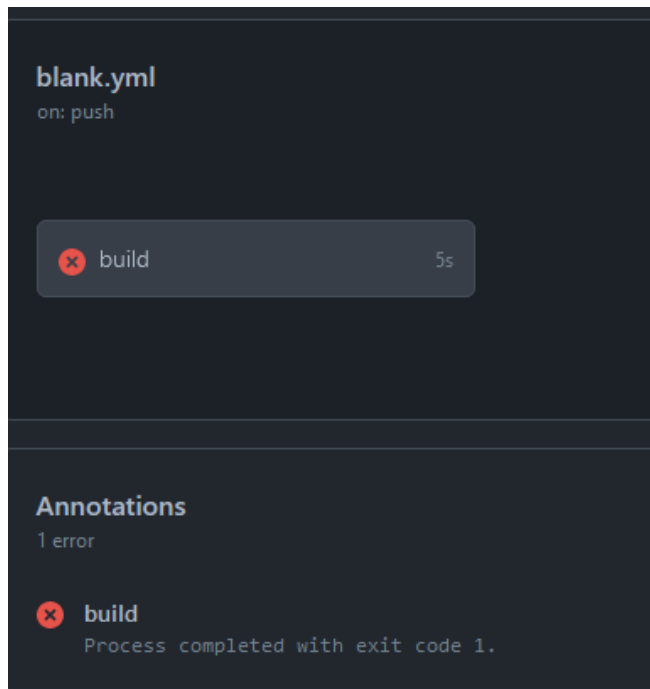 blank.yml
on: push
build 5s
Annotations
1 error
build
Process completed with exit code 1.